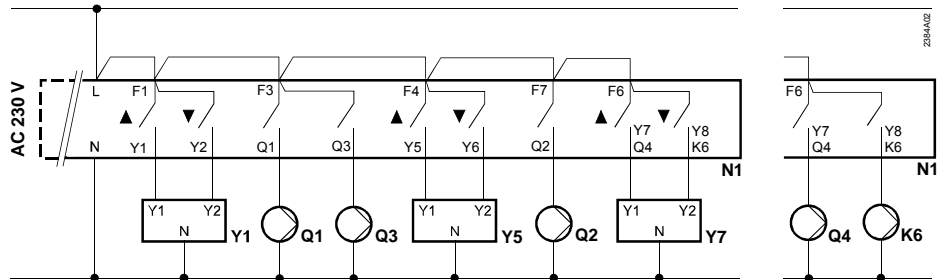 2384A02
AC 230 V
L F1 F3 F4 F7 F6 F6
▲ ▼ ▲ ▼ ▲ ▼
Y7 Y8 Y7 Y8
N Y1 Y2 Q1 Q3 Y5 Y6 Q2 Q4 K6 Q4 K6
N1 N1
Y1 Y2 Y1 Y2 Y1 Y2
N Y1 Q1 Q3 N Y5 Q2 N Y7 Q4 K6